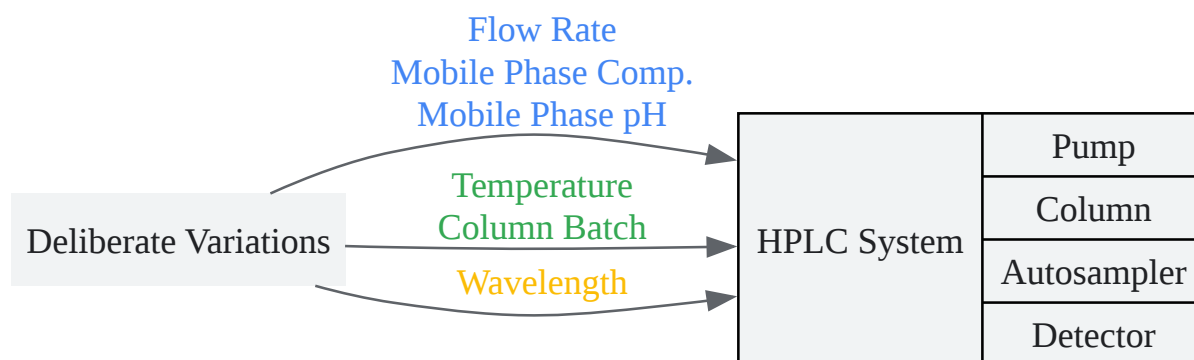 Flow Rate
Mobile Phase Comp.
Mobile Phase pH
Temperature
Column Batch
Wavelength
Deliberate Variations
HPLC System
Pump
Column
Autosampler
Detector